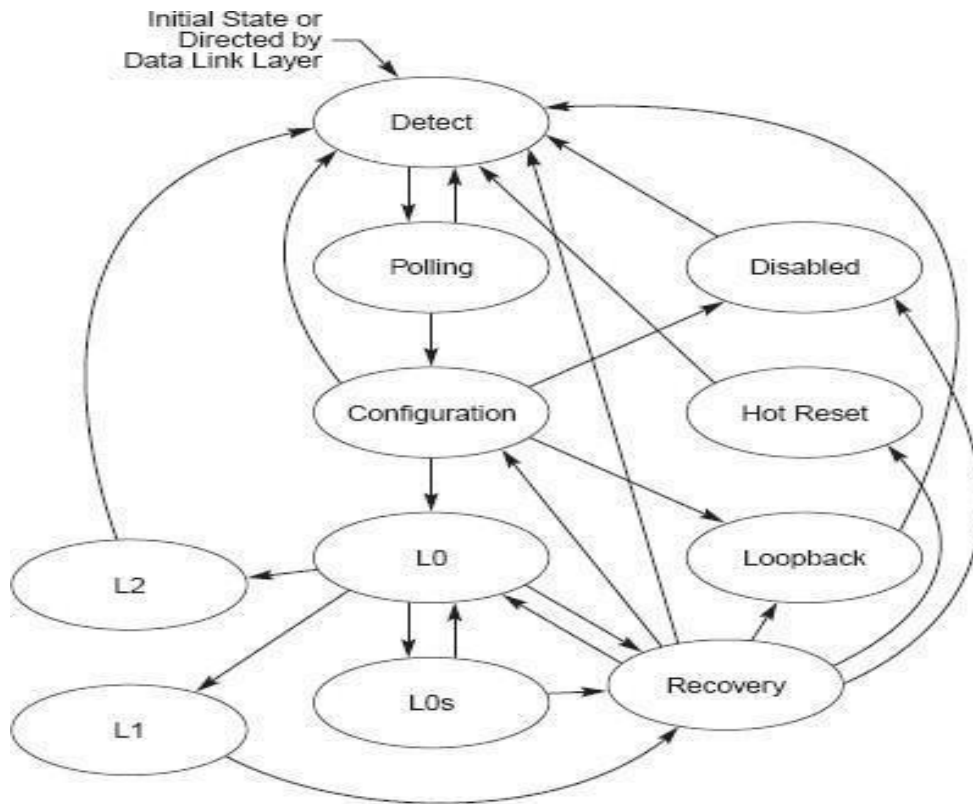 Initial State or
Directed by
Data Link Layer
Detect
Polling
Disabled
Configuration
Hot Reset
L0
Loopback
L2
L0s
Recovery
L1